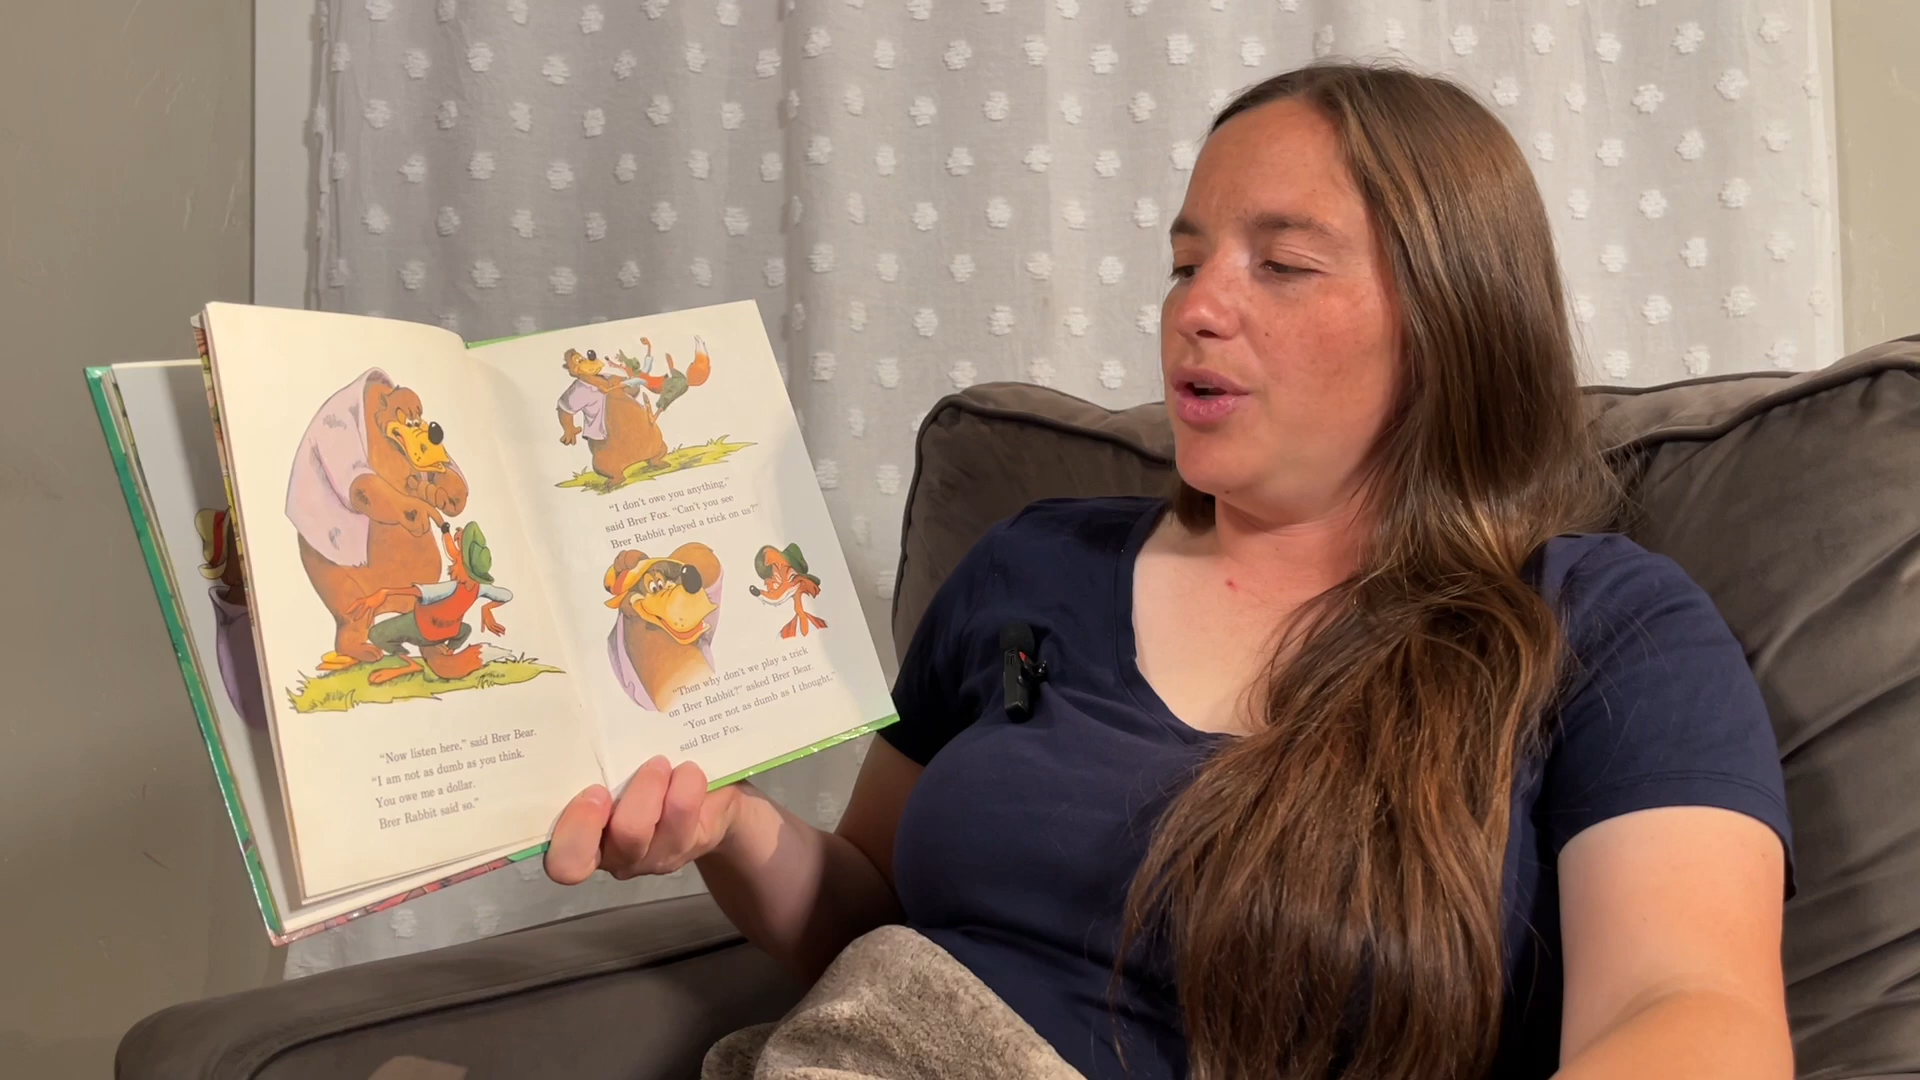 "Now listen here," said Brer Bear.
"I am not as dumb as you think.
You owe me a dollar.
Brer Rabbit said so."
"I don't owe you anything,"
said Brer Fox. "Can't you see
Brer Rabbit played a trick on us?"
"Then why don't we play a trick
on Brer Rabbit?" asked Brer Bear.
"You are not as dumb as I thought,"
said Brer Fox.